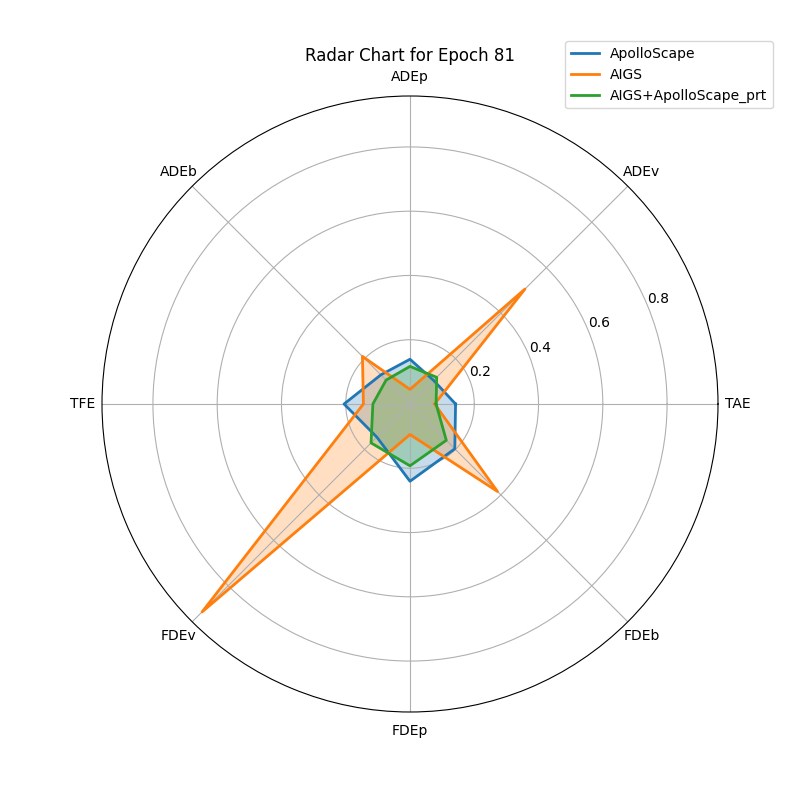 Radar Chart for Epoch 81
ApolloScape
AIGS
AIGS+ApolloScape_prt
ADEp
ADEb
ADEv
0.8
0.6
0.4
0.2
TFE
TAE
FDEv
FDEb
FDEp